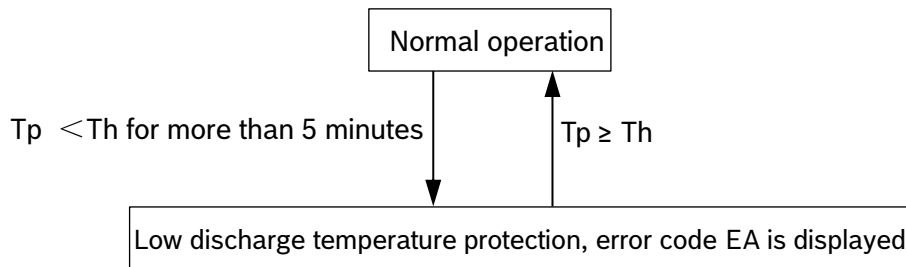 Normal operation
Tp ＜Th for more than 5 minutes
Tp ≥ Th
Low discharge temperature protection, error code EA is displayed